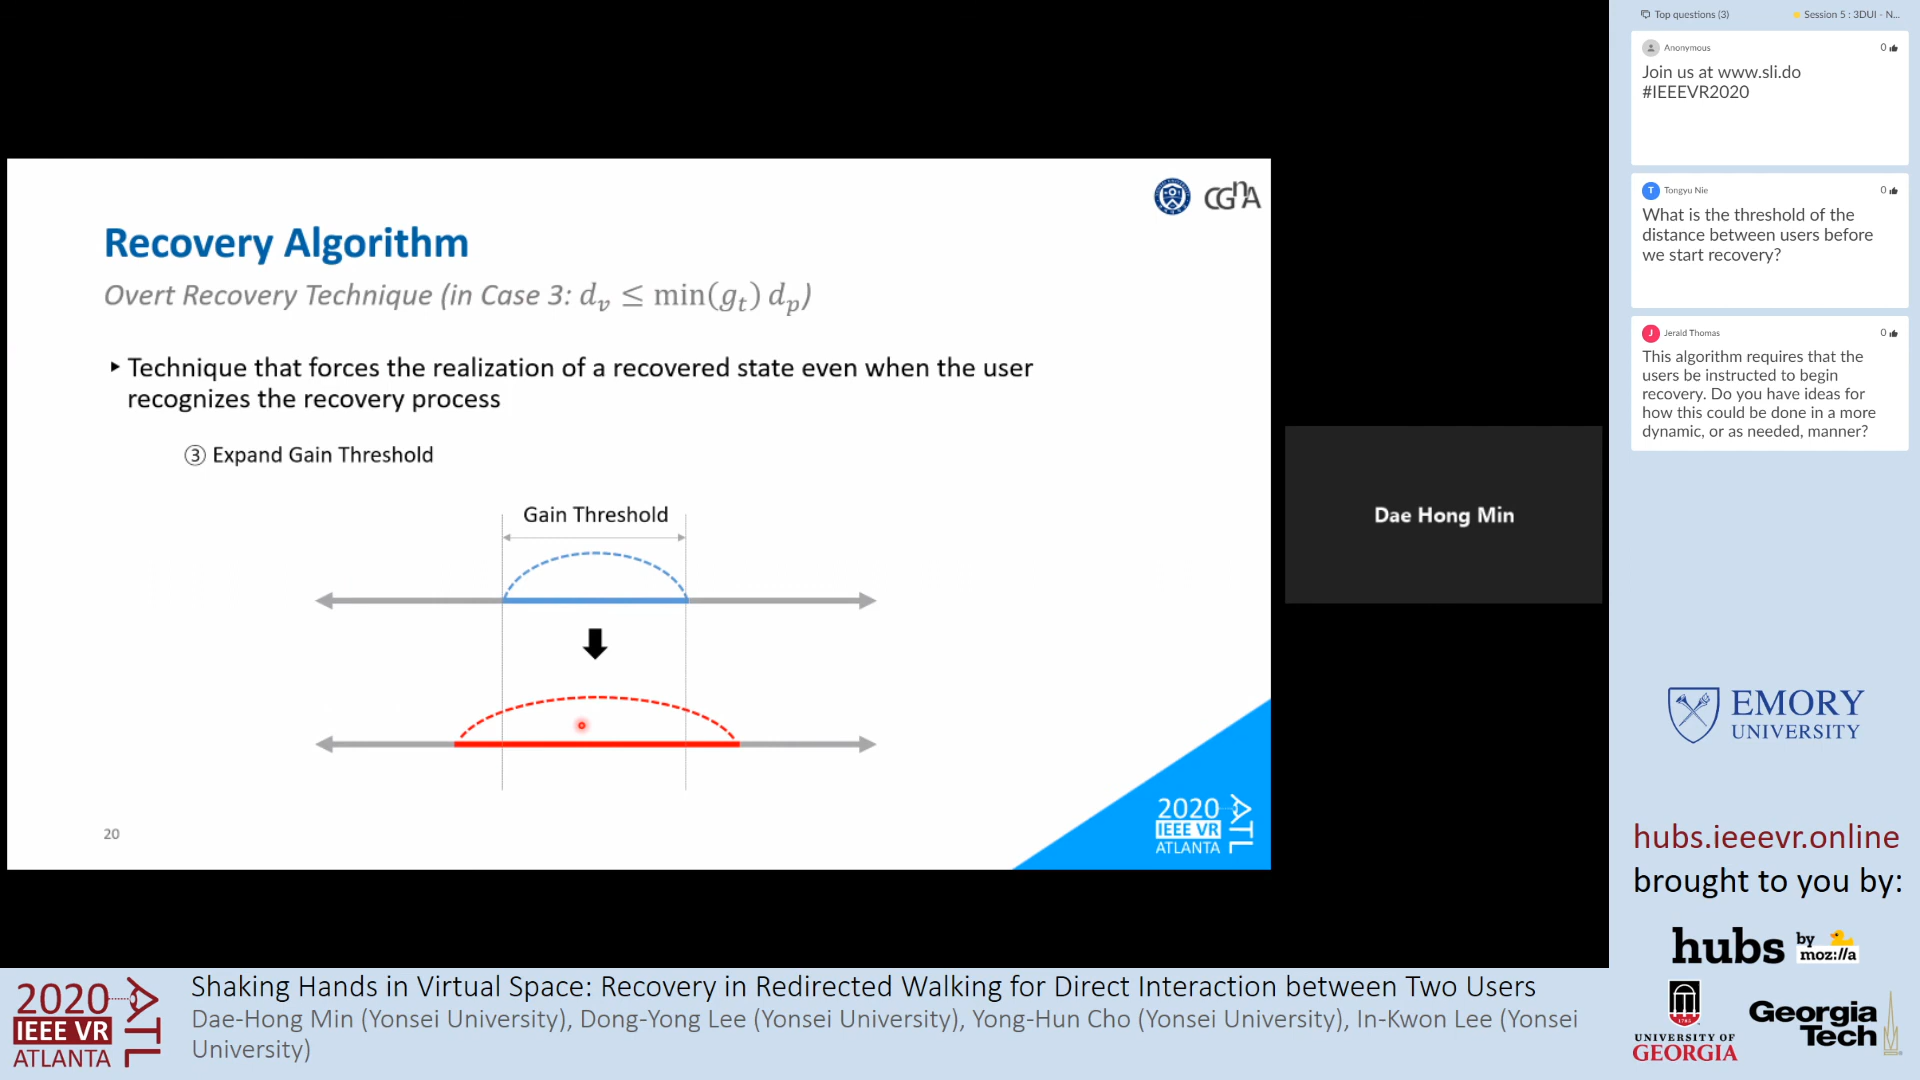 Recovery Algorithm
Overt Recovery Technique (in Case 3: dᵥ ≤ min(gₜ) dₚ)
‣ Technique that forces the realization of a recovered state even when the user
recognizes the recovery process
③ Expand Gain Threshold
Gain Threshold
20
CGnA
2020
IEEE VR
ATLANTA
ATL
Dae Hong Min
Top questions (3)
Session 5 : 3DUI - N...
Anonymous
0
Join us at www.sli.do
#IEEEVR2020
T
Tongyu Nie
0
What is the threshold of the
distance between users before
we start recovery?
J
Jerald Thomas
0
This algorithm requires that the
users be instructed to begin
recovery. Do you have ideas for
how this could be done in a more
dynamic, or as needed, manner?
EMORY
UNIVERSITY
hubs.ieeevr.online
brought to you by:
hubs by
moz://a
UNIVERSITY OF
GEORGIA
1785
Georgia
Tech
2020
IEEE VR
ATLANTA
ATL
Shaking Hands in Virtual Space: Recovery in Redirected Walking for Direct Interaction between Two Users
Dae-Hong Min (Yonsei University), Dong-Yong Lee (Yonsei University), Yong-Hun Cho (Yonsei University), In-Kwon Lee (Yonsei
University)